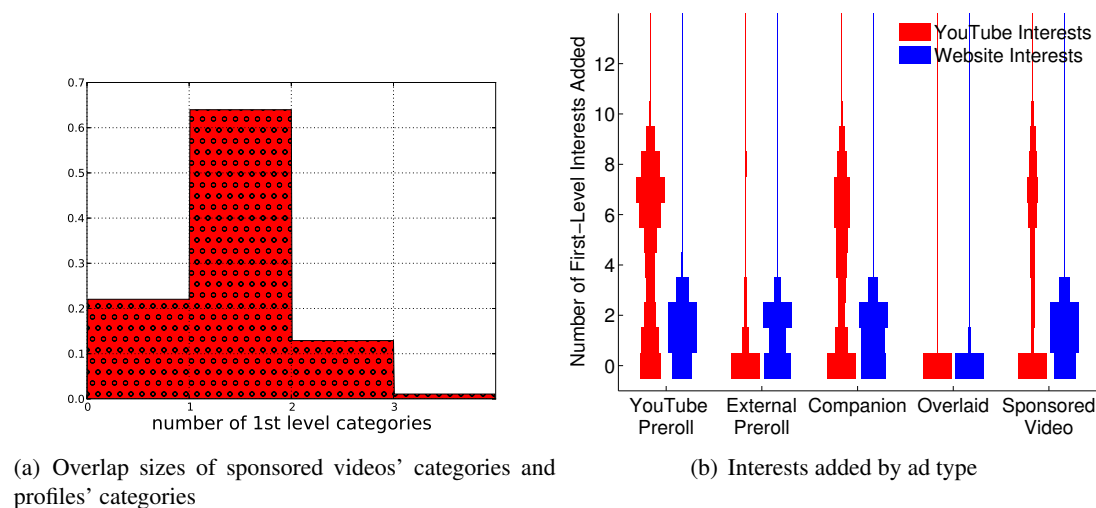 0.7
0.6
0.5
0.4
0.3
0.2
0.1
0.0
0 1 2 3
number of 1st level categories
(a) Overlap sizes of sponsored videos' categories and
profiles' categories
Number of First−Level Interests Added
12
10
8
6
4
2
0
YouTube Interests
Website Interests
YouTube Preroll
External Preroll
Companion
Overlaid
Sponsored Video
(b) Interests added by ad type